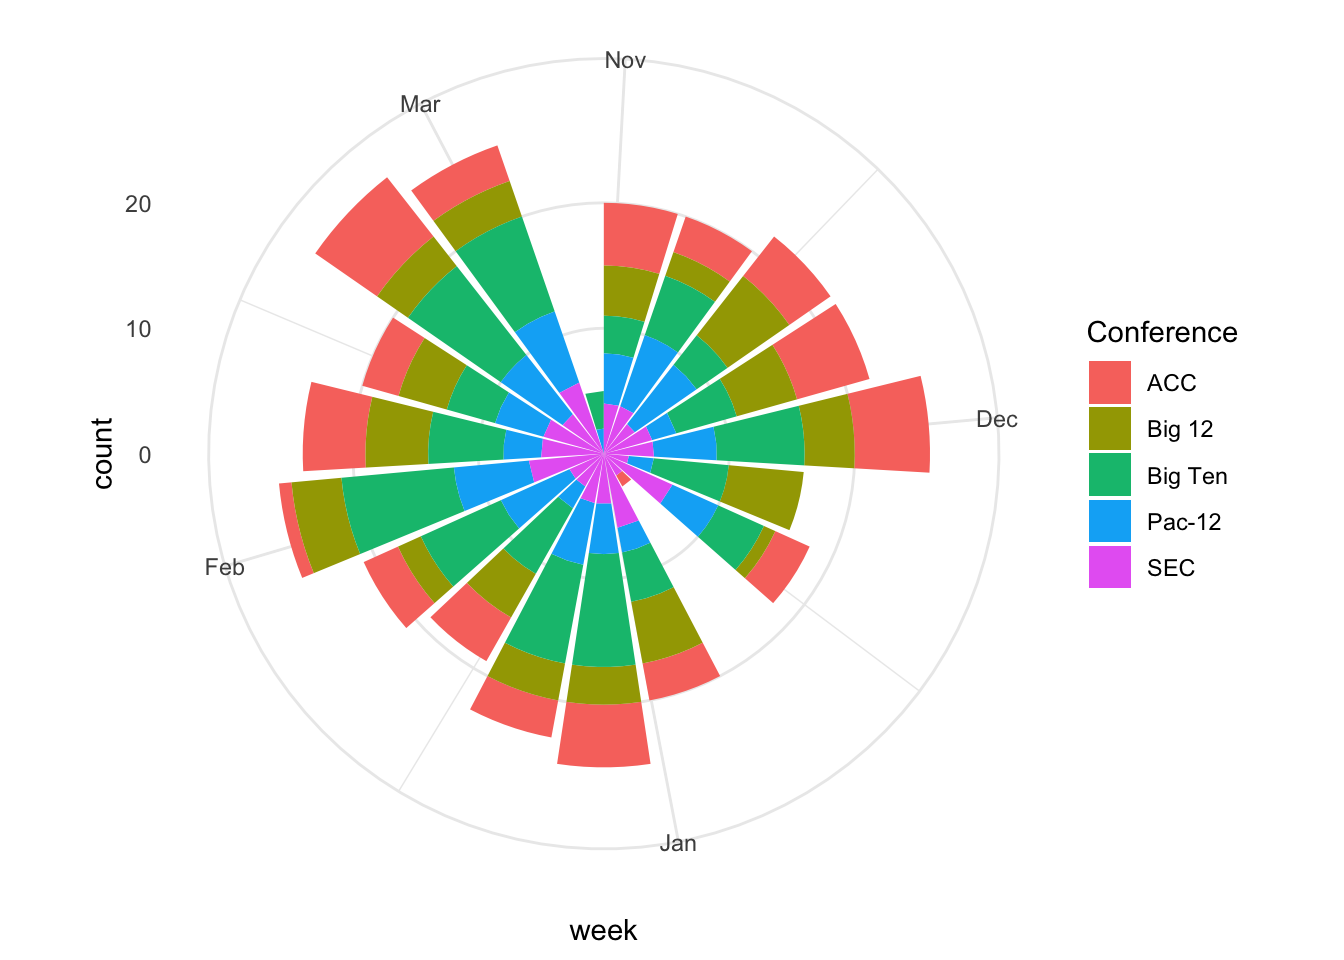 Nov
Mar
20
10
Dec
count
0
Feb
Jan
week
Conference
ACC
Big 12
Big Ten
Pac-12
SEC